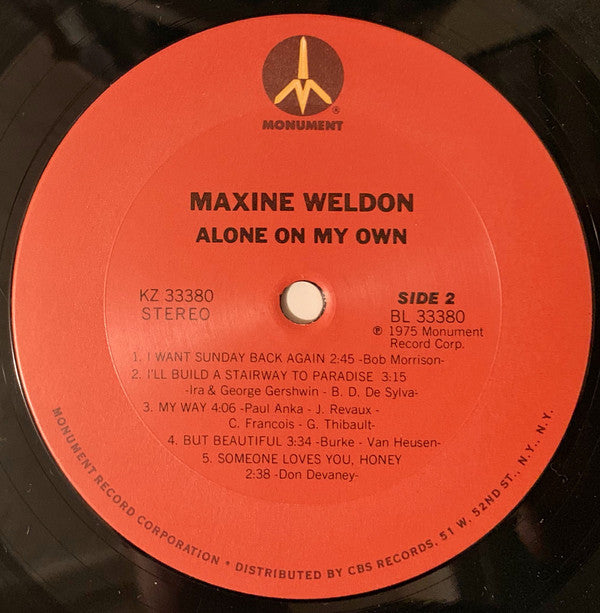 ®
MONUMENT
MAXINE WELDON
ALONE ON MY OWN
KZ 33380
STEREO
SIDE 2
BL 33380
℗ 1975 Monument
Record Corp.
1. I WANT SUNDAY BACK AGAIN 2:45 -Bob Morrison-
2. I'LL BUILD A STAIRWAY TO PARADISE 3:15
-Ira & George Gershwin - B. D. De Sylva-
3. MY WAY 4:06 -Paul Anka - J. Revaux -
C. Francois - G. Thibault-
4. BUT BEAUTIFUL 3:34 -Burke - Van Heusen-
5. SOMEONE LOVES YOU, HONEY
2:38 -Don Devaney-
MONUMENT RECORD CORPORATION • DISTRIBUTED BY CBS RECORDS, 51 W. 52ND ST., N.Y., N.Y.